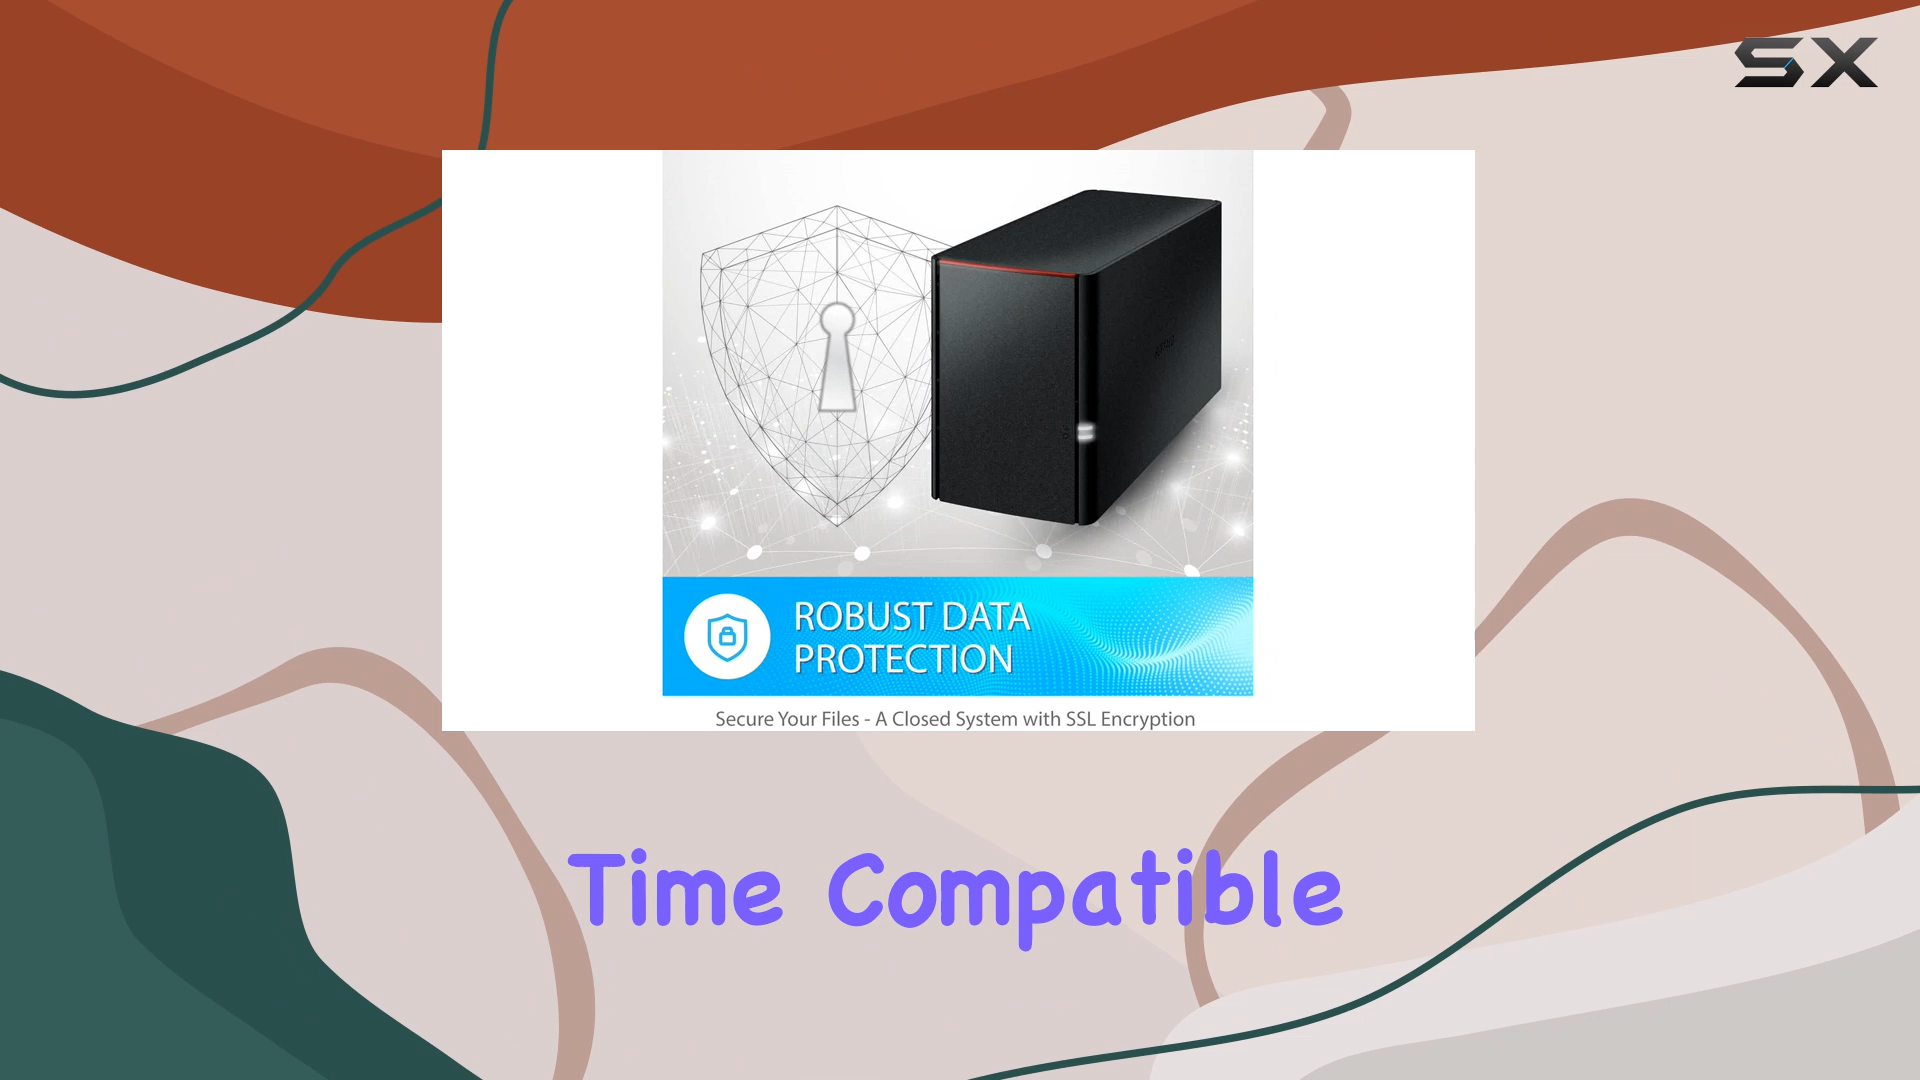 SX
ROBUST DATA
PROTECTION
Secure Your Files - A Closed System with SSL Encryption
Time Compatible